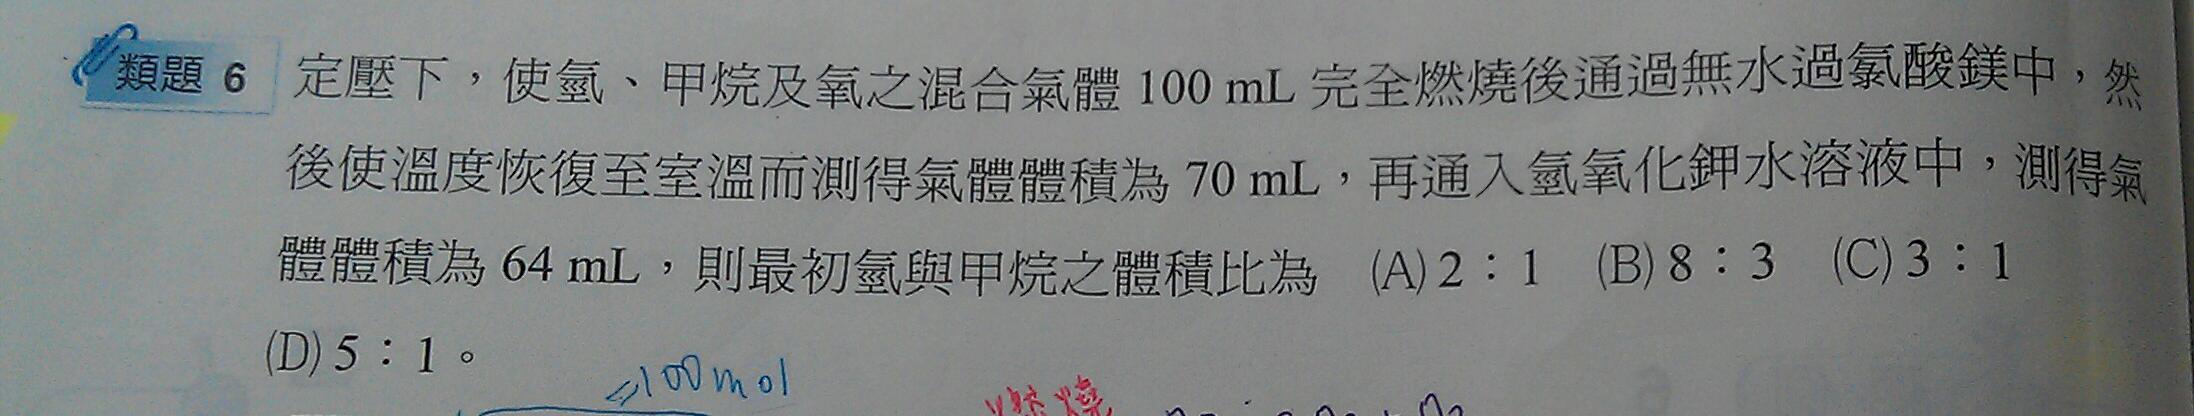 類題 6 定壓下，使氫、甲烷及氧之混合氣體 100 mL 完全燃燒後通過無水過氯酸鎂中，然
後使溫度恢復至室溫而測得氣體體積為 70 mL，再通入氫氧化鉀水溶液中，測得氣
體體積為 64 mL，則最初氫與甲烷之體積比為 (A) 2：1 (B) 8：3 (C) 3：1
(D) 5：1。
=100mol
燃燒